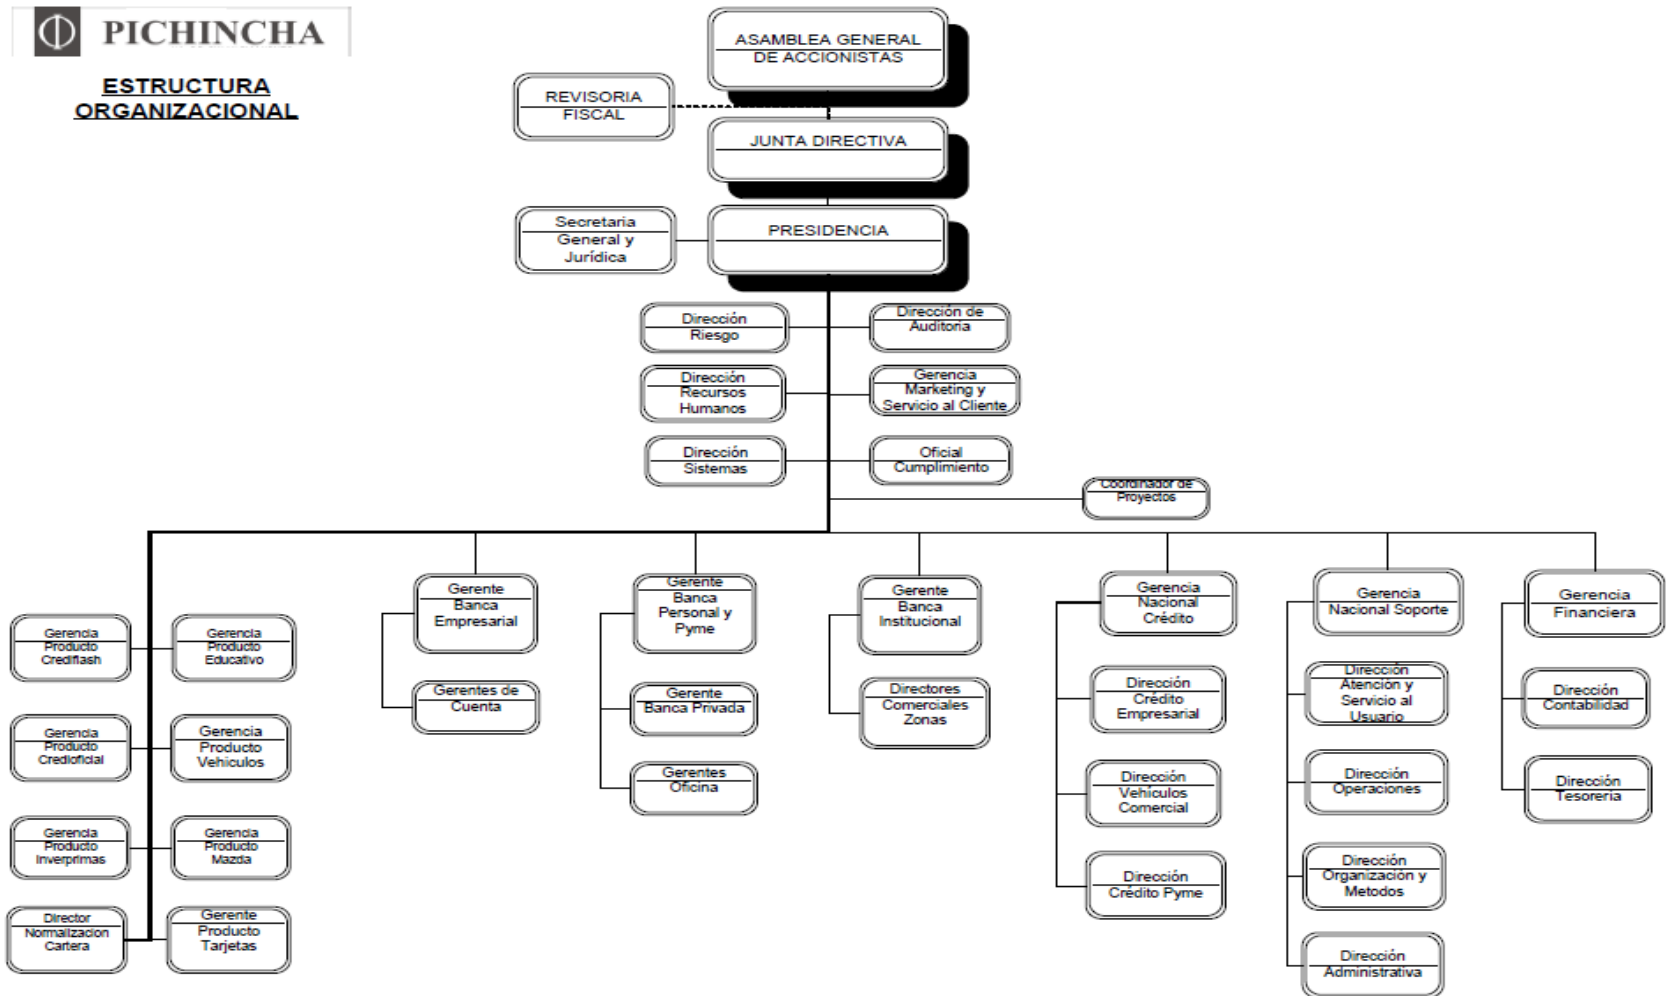 PICHINCHA
ESTRUCTURA
ORGANIZACIONAL
ASAMBLEA GENERAL
DE ACCIONISTAS
REVISORIA
FISCAL
JUNTA DIRECTIVA
Secretaria
General y
Jurídica
PRESIDENCIA
Dirección
Riesgo
Dirección de
Auditoria
Dirección
Recursos
Humanos
Gerencia
Marketing y
Servicio al Cliente
Dirección
Sistemas
Oficial
Cumplimiento
Coordinador de
Proyectos
Gerencia
Producto
Crediflash
Gerencia
Producto
Educativo
Gerencia
Producto
Credioficial
Gerencia
Producto
Vehiculos
Gerencia
Producto
Inverprimas
Gerencia
Producto
Mazda
Director
Normalizacion
Cartera
Gerente
Producto
Tarjetas
Gerente
Banca
Empresarial
Gerentes de
Cuenta
Gerente
Banca
Personal y
Pyme
Gerente
Banca Privada
Gerentes
Oficina
Gerente
Banca
Institucional
Directores
Comerciales
Zonas
Gerencia
Nacional
Crédito
Dirección
Crédito
Empresarial
Dirección
Vehículos
Comercial
Dirección
Crédito Pyme
Gerencia
Nacional Soporte
Dirección
Atención y
Servicio al
Usuario
Dirección
Operaciones
Dirección
Organización y
Metodos
Dirección
Administrativa
Gerencia
Financiera
Dirección
Contabilidad
Dirección
Tesorería